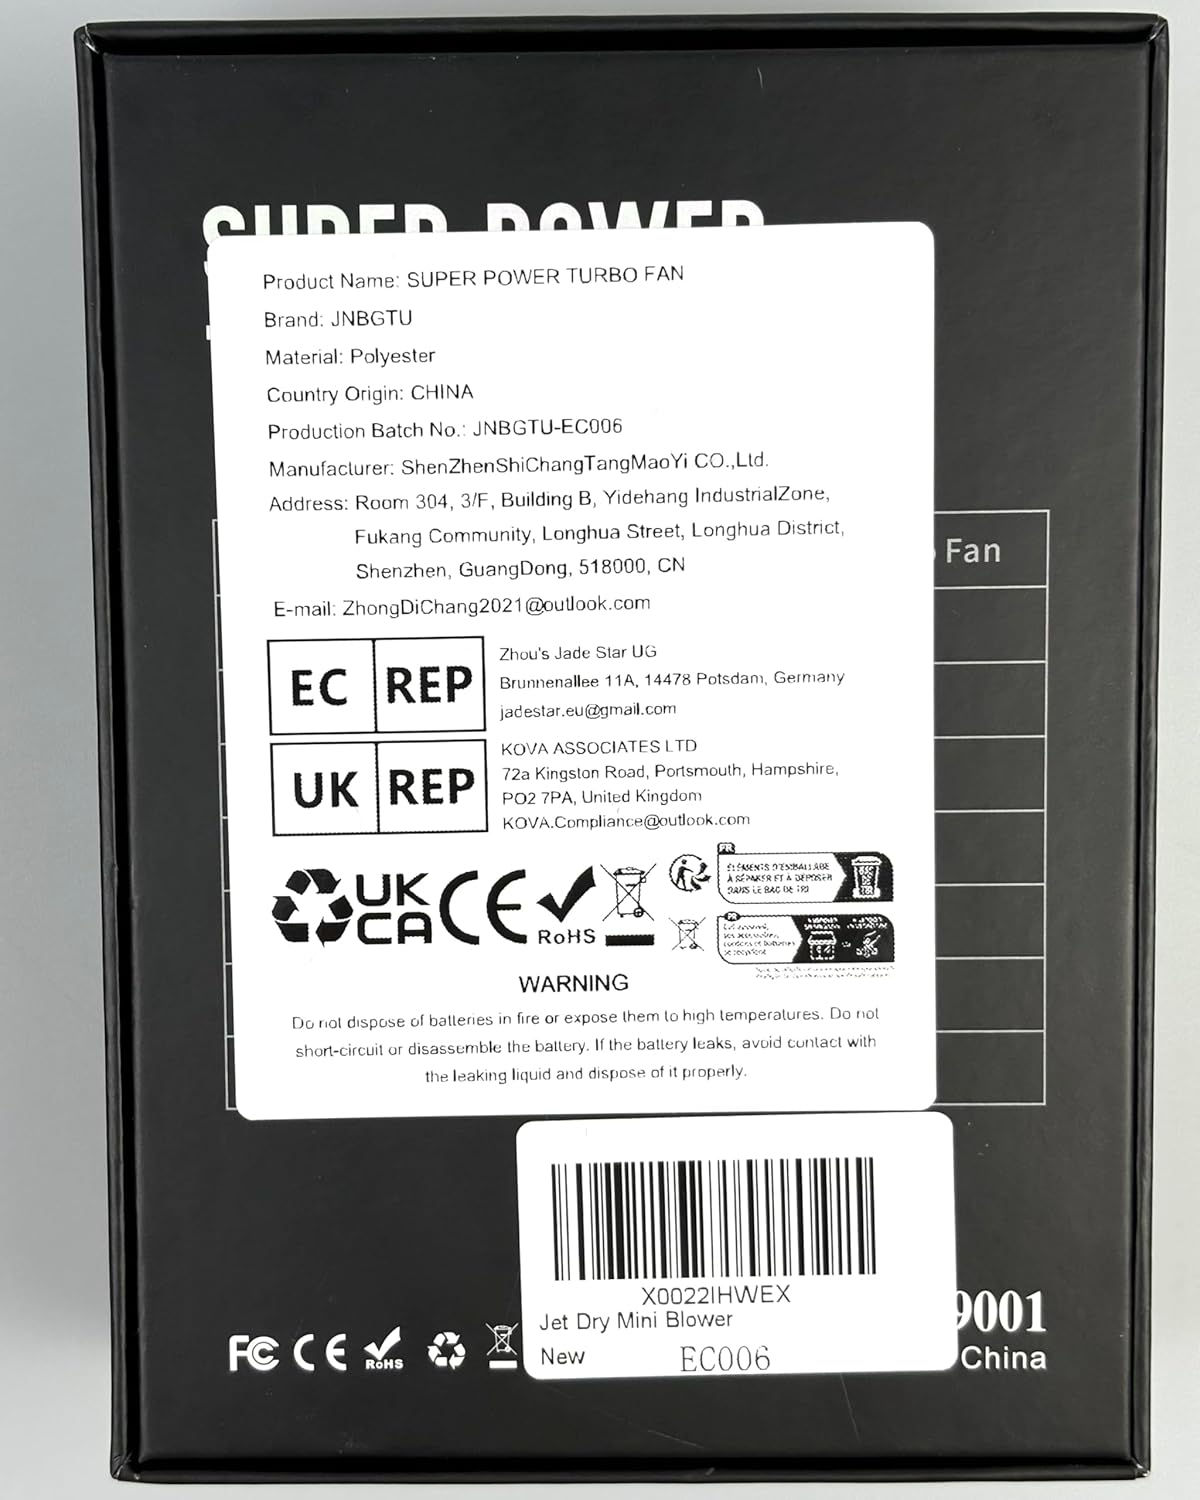 SUPER POWER
Product Name: SUPER POWER TURBO FAN
Brand: JNBGTU
Material: Polyester
Country Origin: CHINA
Production Batch No.: JNBGTU-EC006
Manufacturer: ShenZhenShiChangTangMaoYi CO.,Ltd.
Address: Room 304, 3/F, Building B, Yidehang IndustrialZone,
Fukang Community, Longhua Street, Longhua District,
Shenzhen, GuangDong, 518000, CN
E-mail: ZhongDiChang2021@outlook.com
Fan
EC REP
Zhou's Jade Star UG
Brunnenallee 11A, 14478 Potsdam, Germany
jadestar.eu@gmail.com
UK REP
KOVA ASSOCIATES LTD
72a Kingston Road, Portsmouth, Hampshire,
PO2 7PA, United Kingdom
KOVA.Compliance@outlook.com
UK
CA
CE
RoHS
FR
ÉLÉMENTS D'EMBALLAGE
À SÉPARER ET À DÉPOSER
DANS LE BAC DE TRI
FR
WARNING
Do not dispose of batteries in fire or expose them to high temperatures. Do not
short-circuit or disassemble the battery. If the battery leaks, avoid contact with
the leaking liquid and dispose of it properly.
X0022IHWEX
Jet Dry Mini Blower
New EC006
FC CE RoHS
9001
China